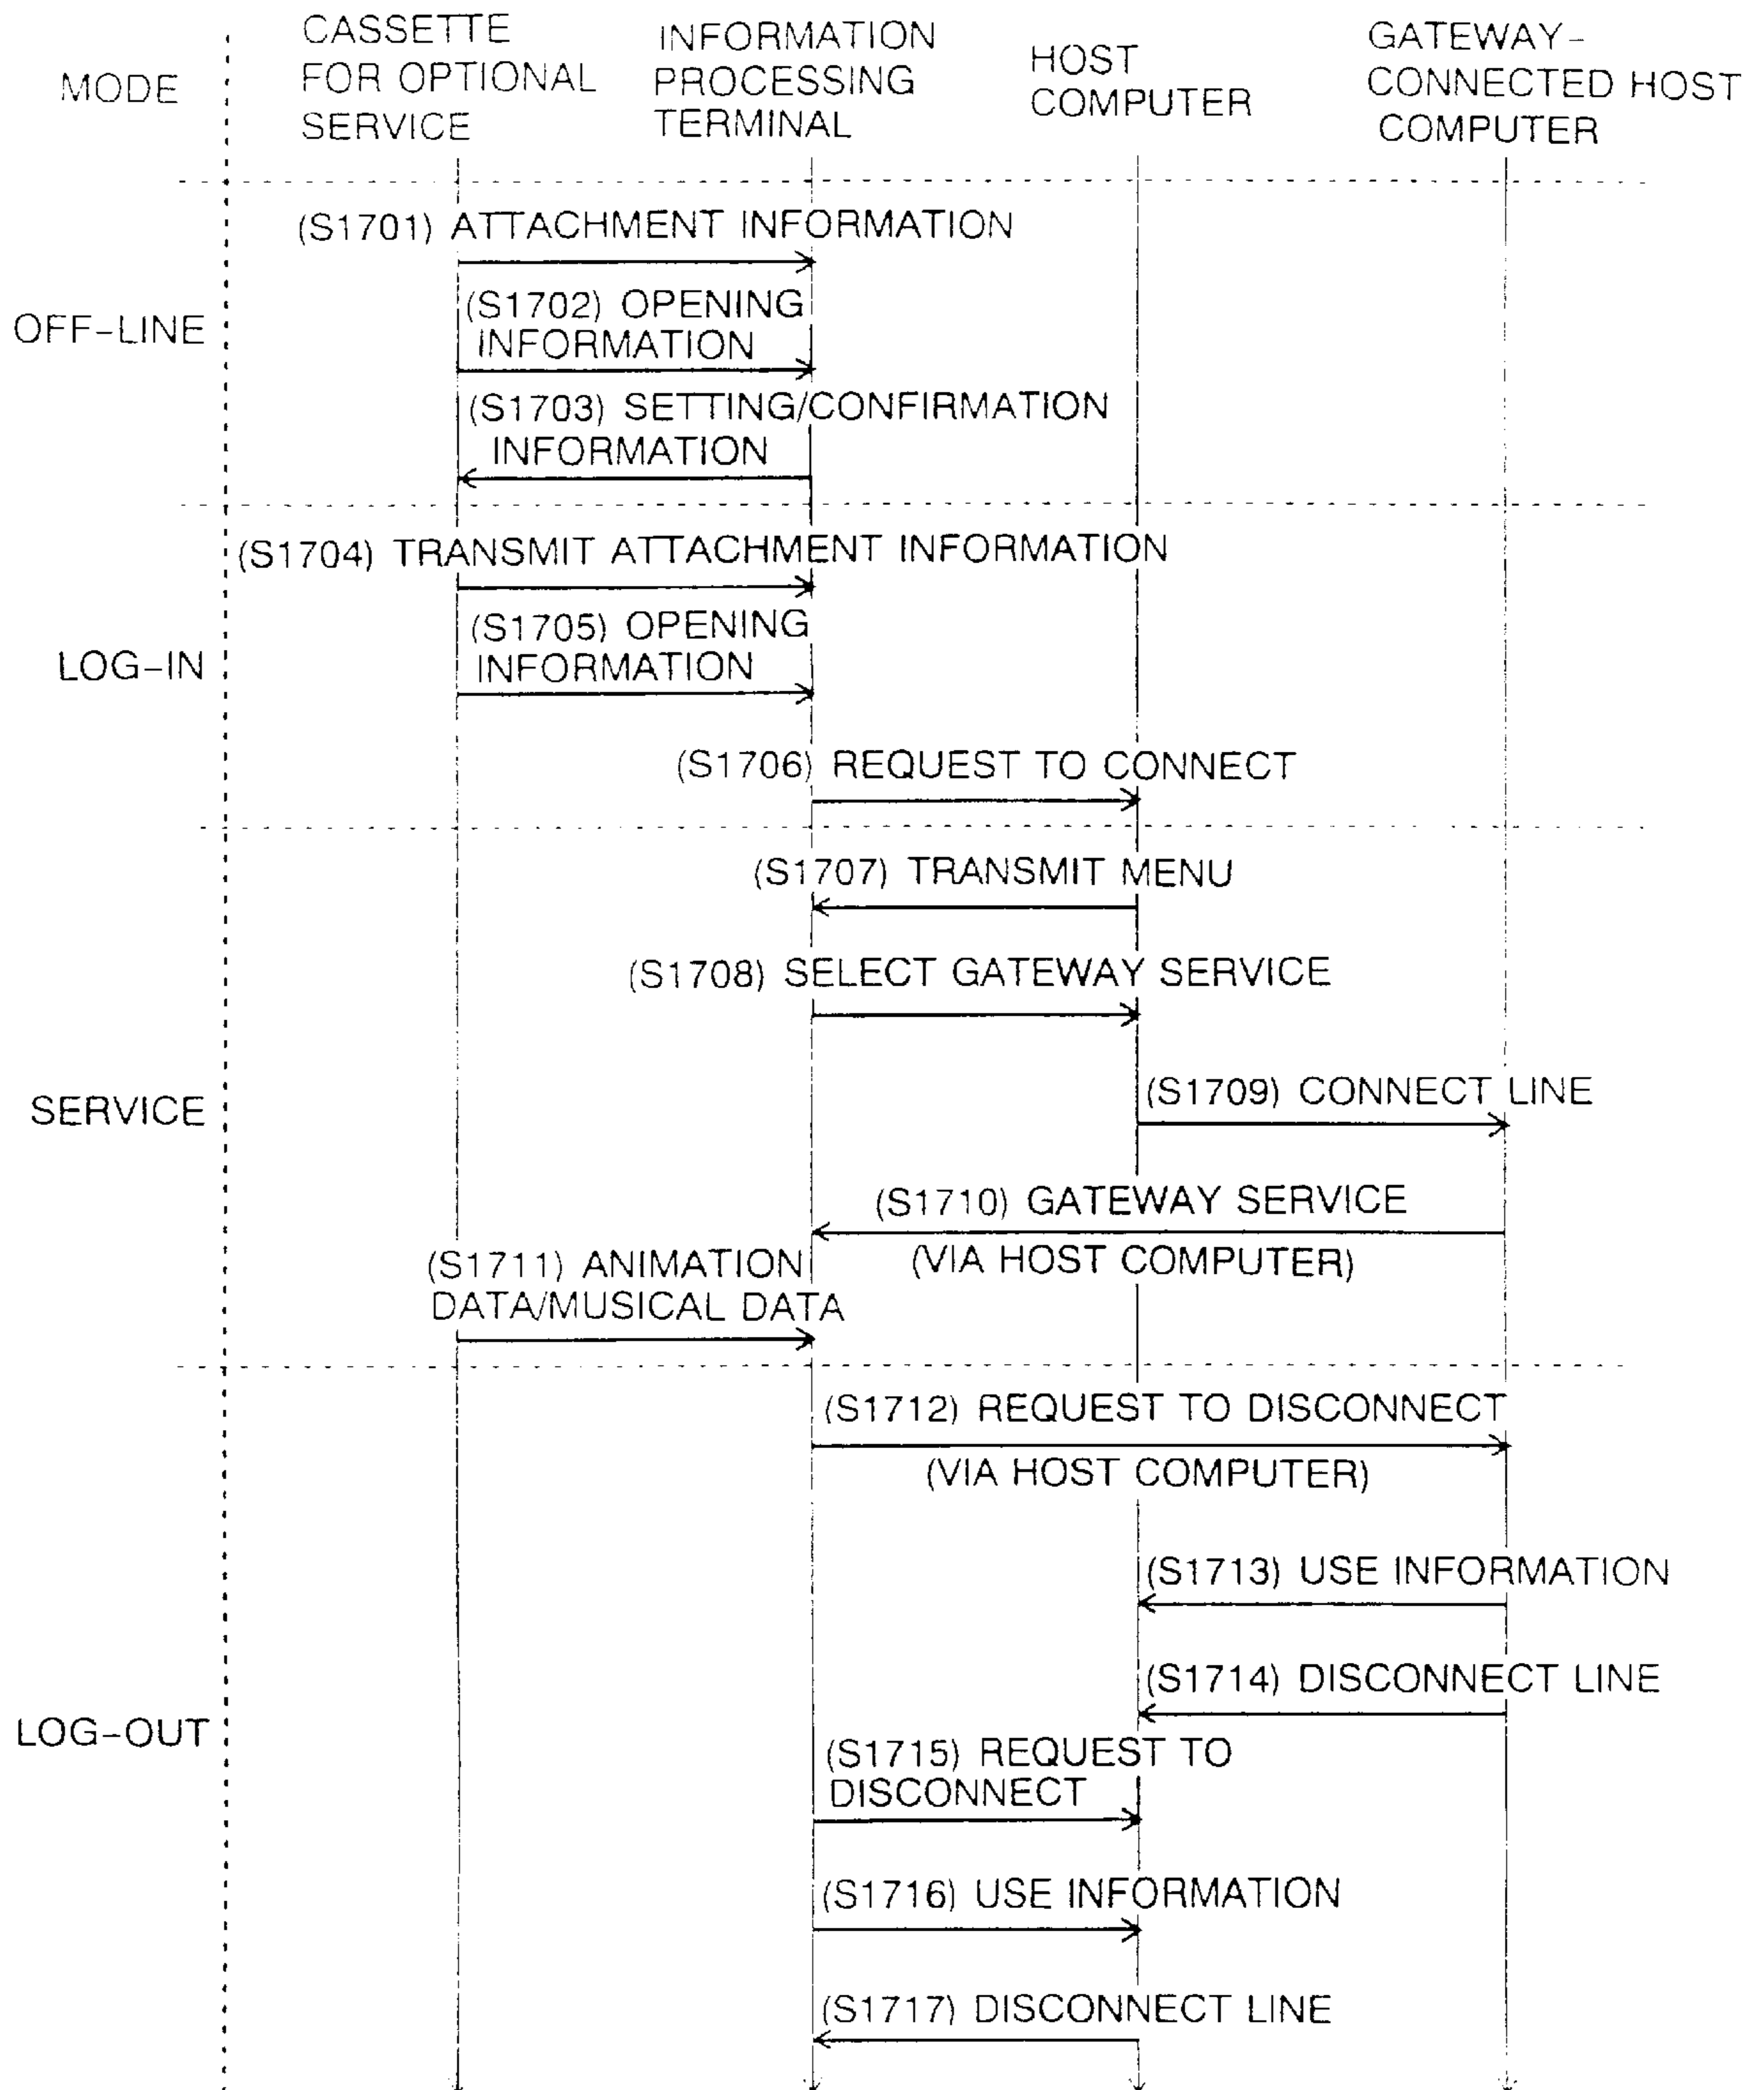 MODE
CASSETTE
FOR OPTIONAL
SERVICE
INFORMATION
PROCESSING
TERMINAL
HOST
COMPUTER
GATEWAY-
CONNECTED HOST
COMPUTER
OFF-LINE
(S1701) ATTACHMENT INFORMATION
(S1702) OPENING
INFORMATION
(S1703) SETTING/CONFIRMATION
INFORMATION
LOG-IN
(S1704) TRANSMIT ATTACHMENT INFORMATION
(S1705) OPENING
INFORMATION
(S1706) REQUEST TO CONNECT
SERVICE
(S1707) TRANSMIT MENU
(S1708) SELECT GATEWAY SERVICE
(S1709) CONNECT LINE
(S1710) GATEWAY SERVICE
(VIA HOST COMPUTER)
(S1711) ANIMATION
DATA/MUSICAL DATA
LOG-OUT
(S1712) REQUEST TO DISCONNECT
(VIA HOST COMPUTER)
(S1713) USE INFORMATION
(S1714) DISCONNECT LINE
(S1715) REQUEST TO
DISCONNECT
(S1716) USE INFORMATION
(S1717) DISCONNECT LINE